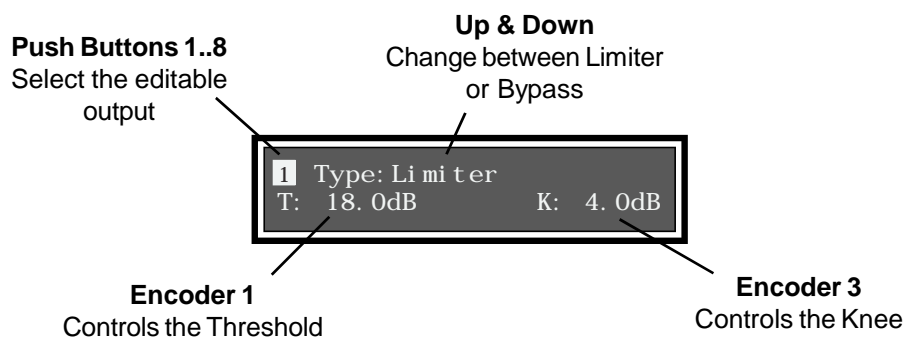 Up & Down
Change between Limiter
or Bypass
Push Buttons 1..8
Select the editable
output
1 Type:Limiter
T: 18.0dB K: 4.0dB
Encoder 1
Controls the Threshold
Encoder 3
Controls the Knee